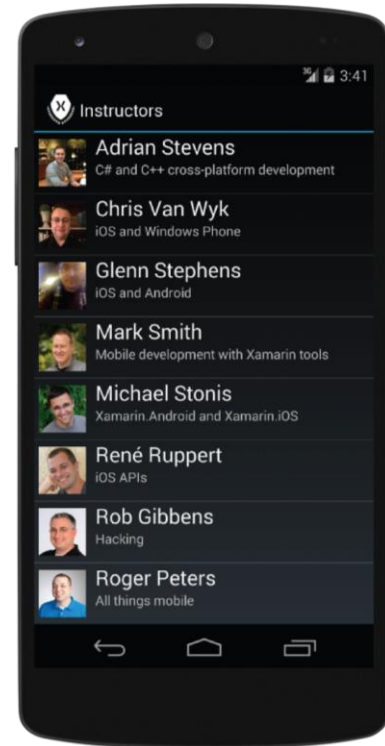 3G 3:41
X Instructors
Adrian Stevens
C# and C++ cross-platform development
Chris Van Wyk
iOS and Windows Phone
Glenn Stephens
iOS and Android
Mark Smith
Mobile development with Xamarin tools
Michael Stonis
Xamarin.Android and Xamarin.iOS
René Ruppert
iOS APIs
Rob Gibbens
Hacking
Roger Peters
All things mobile